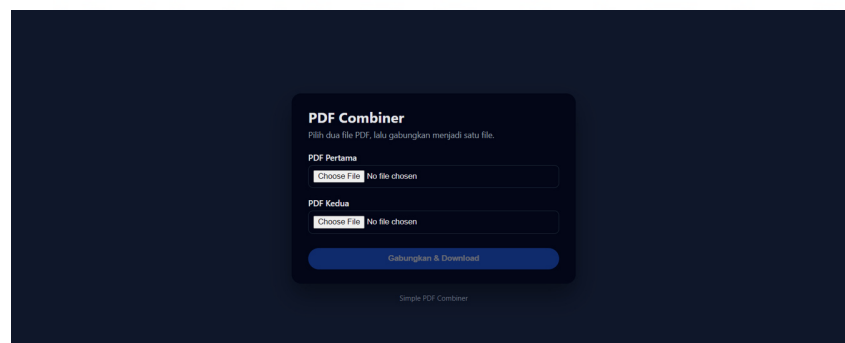 PDF Combiner
Pilih dua file PDF, lalu gabungkan menjadi satu file.
PDF Pertama
Choose File No file chosen
PDF Kedua
Choose File No file chosen
Gabungkan & Download
Simple PDF Combiner